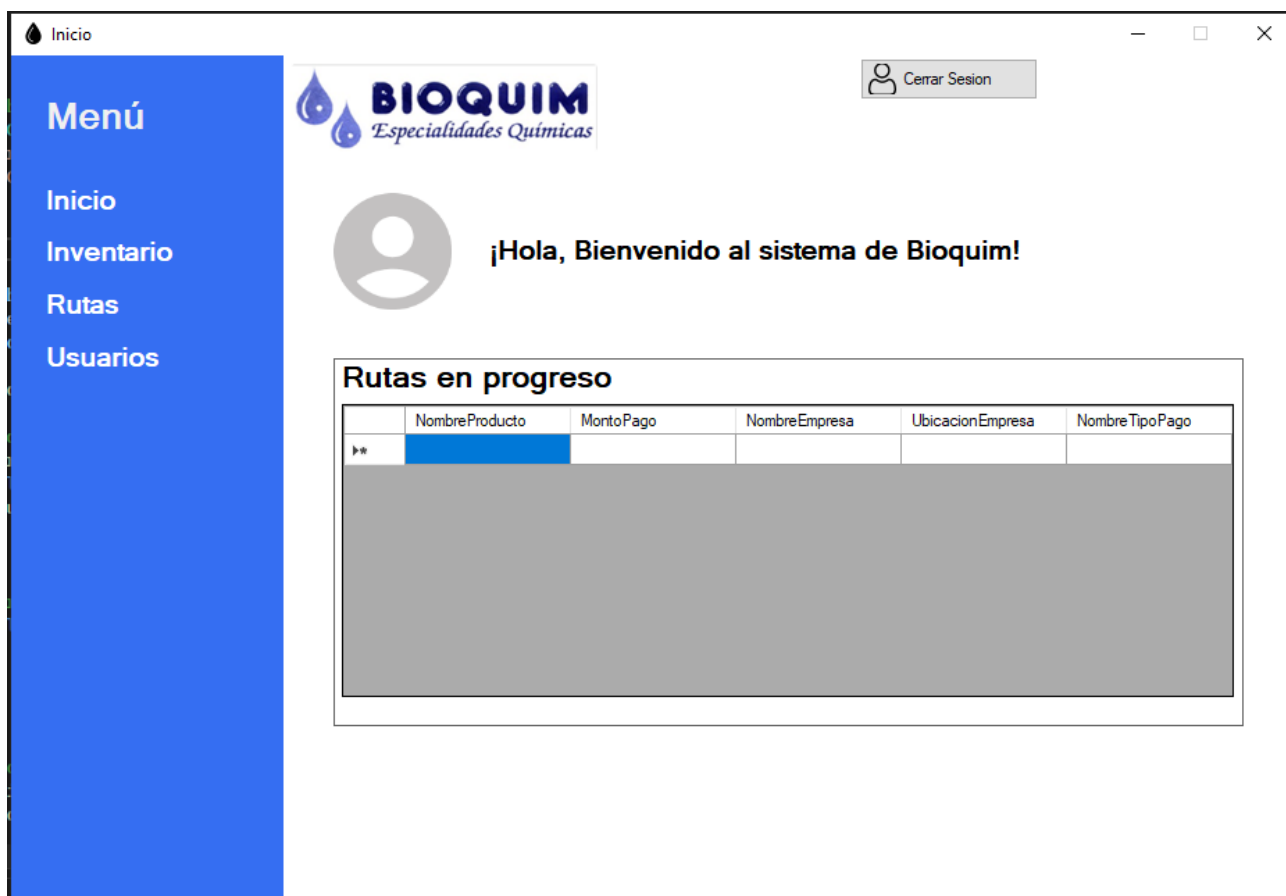 Inicio
Menú
Inicio
Inventario
Rutas
Usuarios
BIOQUIM
Especialidades Químicas
Cerrar Sesion
¡Hola, Bienvenido al sistema de Bioquim!
Rutas en progreso
NombreProducto MontoPago NombreEmpresa UbicacionEmpresa NombreTipoPago